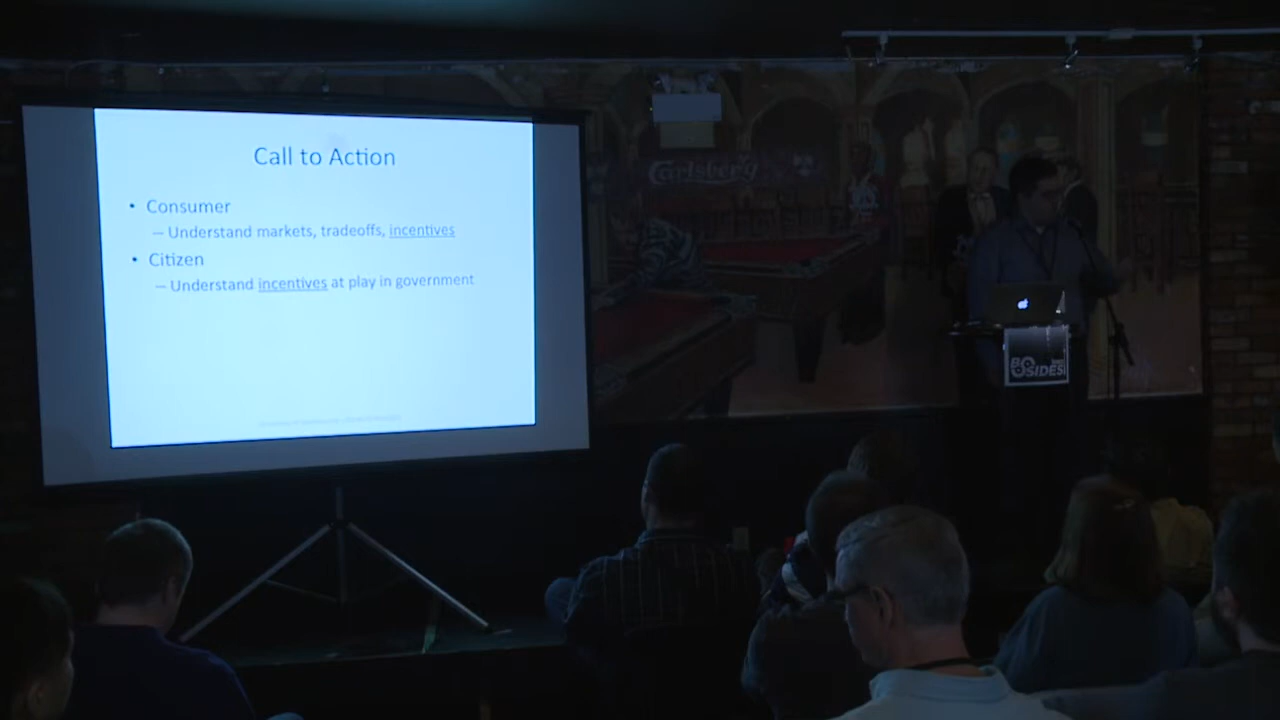 Call to Action
• Consumer
– Understand markets, tradeoffs, incentives
• Citizen
– Understand incentives at play in government
Carlsberg
BSIDES